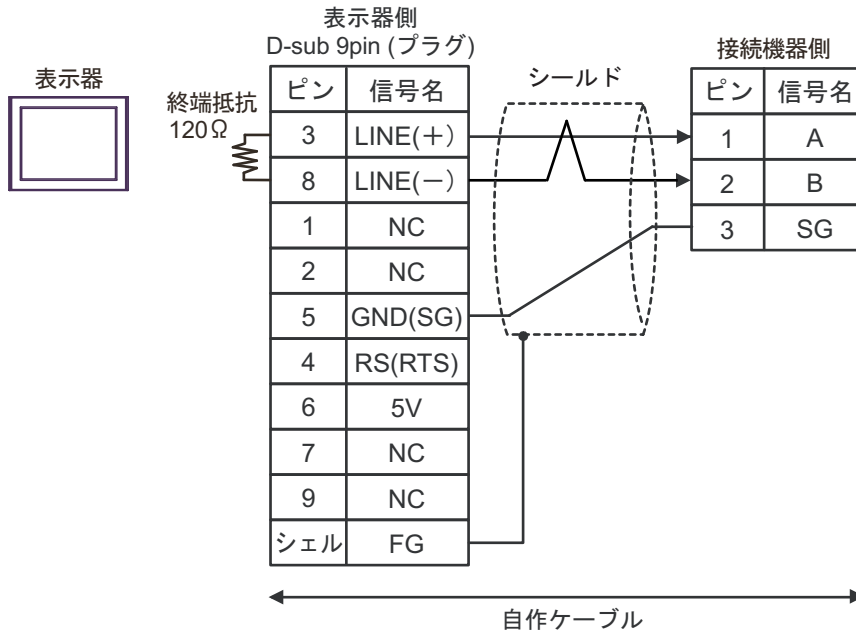 表示器
終端抵抗
120Ω
表示器側
D-sub 9pin (プラグ)
ピン 信号名
3 LINE(＋)
8 LINE(－)
1 NC
2 NC
5 GND(SG)
4 RS(RTS)
6 5V
7 NC
9 NC
シェル FG
シールド
接続機器側
ピン 信号名
1 A
2 B
3 SG
自作ケーブル